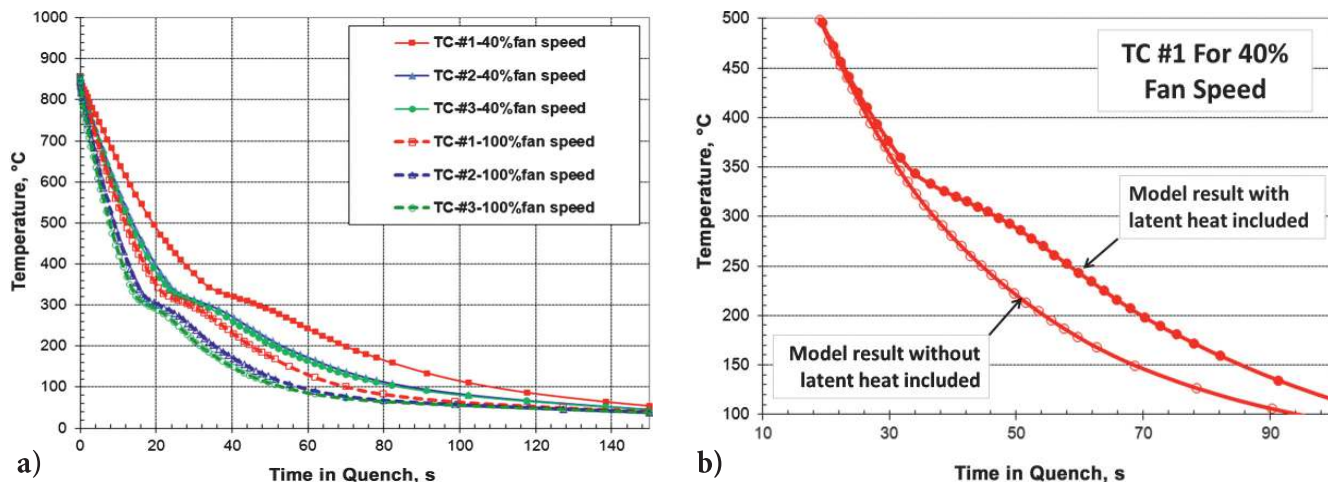 1000
900
800
700
600
500
400
300
200
100
0
Temperature, °C
0 20 40 60 80 100 120 140
Time in Quench, s
TC-#1-40%fan speed
TC-#2-40%fan speed
TC-#3-40%fan speed
TC-#1-100%fan speed
TC-#2-100%fan speed
TC-#3-100%fan speed
a)
500
450
400
350
300
250
200
150
100
Temperature, °C
10 30 50 70 90
Time in Quench, s
TC #1 For 40%
Fan Speed
Model result with
latent heat included
Model result without
latent heat included
b)